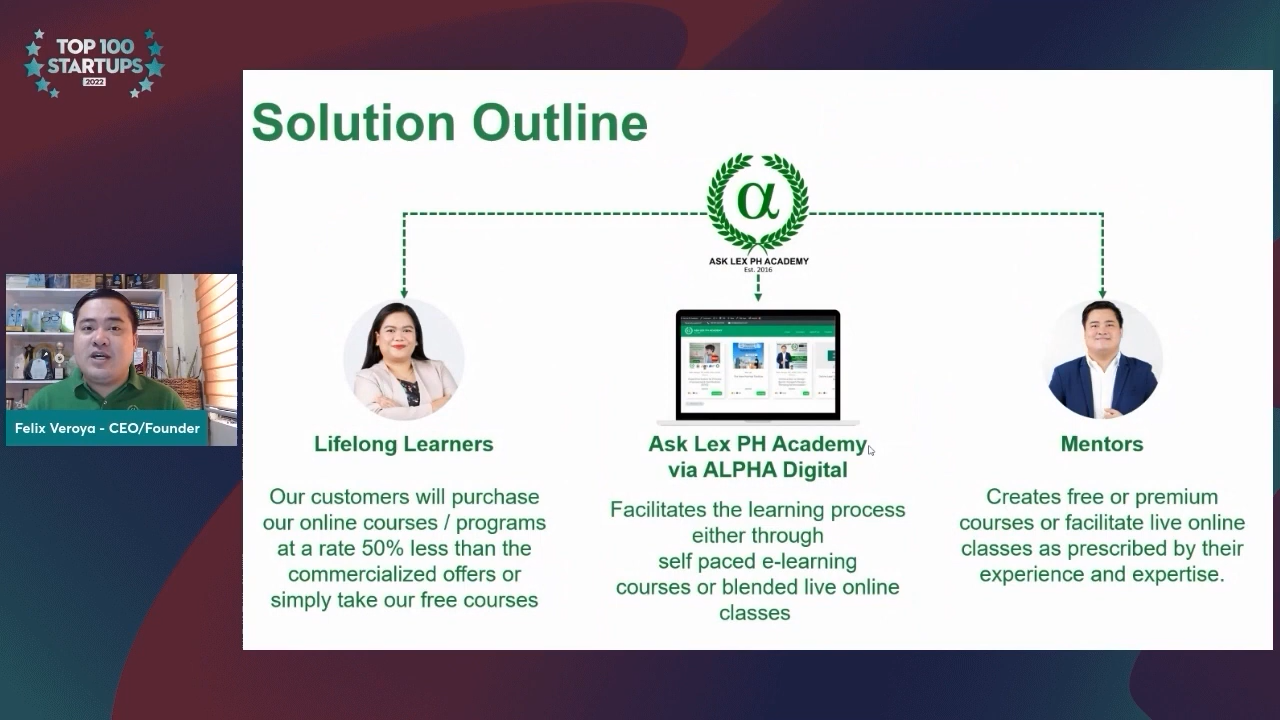 TOP 100
STARTUPS
2022
Solution Outline
α
ASK LEX PH ACADEMY
Est. 2016
Felix Veroya - CEO/Founder
Lifelong Learners
Our customers will purchase
our online courses / programs
at a rate 50% less than the
commercialized offers or
simply take our free courses
Ask Lex PH Academy
via ALPHA Digital
Facilitates the learning process
either through
self paced e-learning
courses or blended live online
classes
Mentors
Creates free or premium
courses or facilitate live online
classes as prescribed by their
experience and expertise.